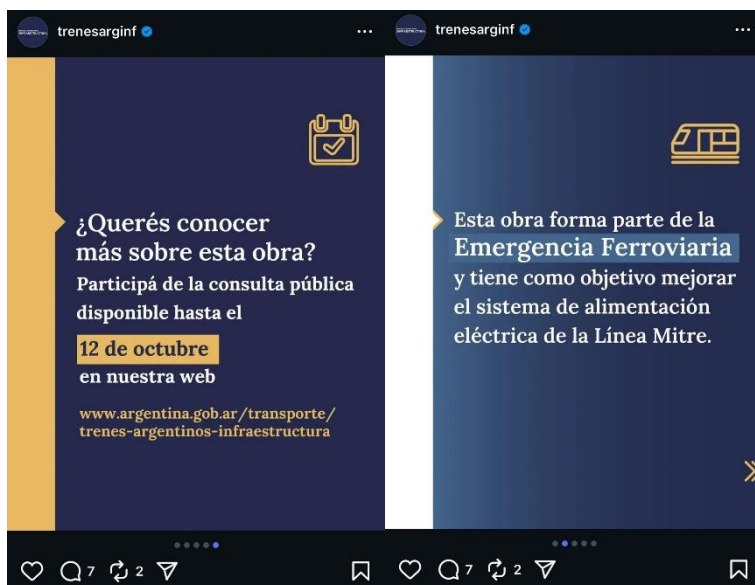 trenesarginf
¿Querés conocer
más sobre esta obra?
Participá de la consulta pública
disponible hasta el
12 de octubre
en nuestra web
www.argentina.gob.ar/transporte/
trenes-argentinos-infraestructura
7 2
trenesarginf
Esta obra forma parte de la
Emergencia Ferroviaria
y tiene como objetivo mejorar
el sistema de alimentación
eléctrica de la Línea Mitre.
7 2